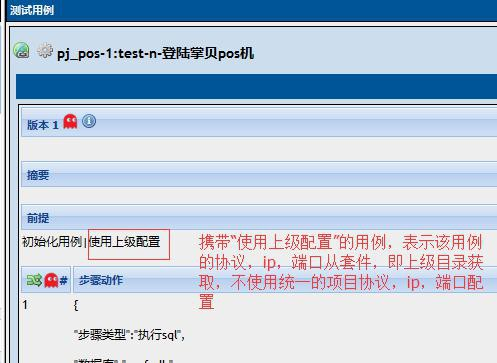 测试用例
pj_pos-1:test-n-登陆掌贝pos机
版本 1
摘要
前提
初始化用例|使用上级配置
携带“使用上级配置”的用例，表示该用例
的协议，ip，端口从套件，即上级目录获
取，不使用统一的项目协议，ip，端口配
置
# 步骤动作
1 {
"步骤类型":"执行sql",